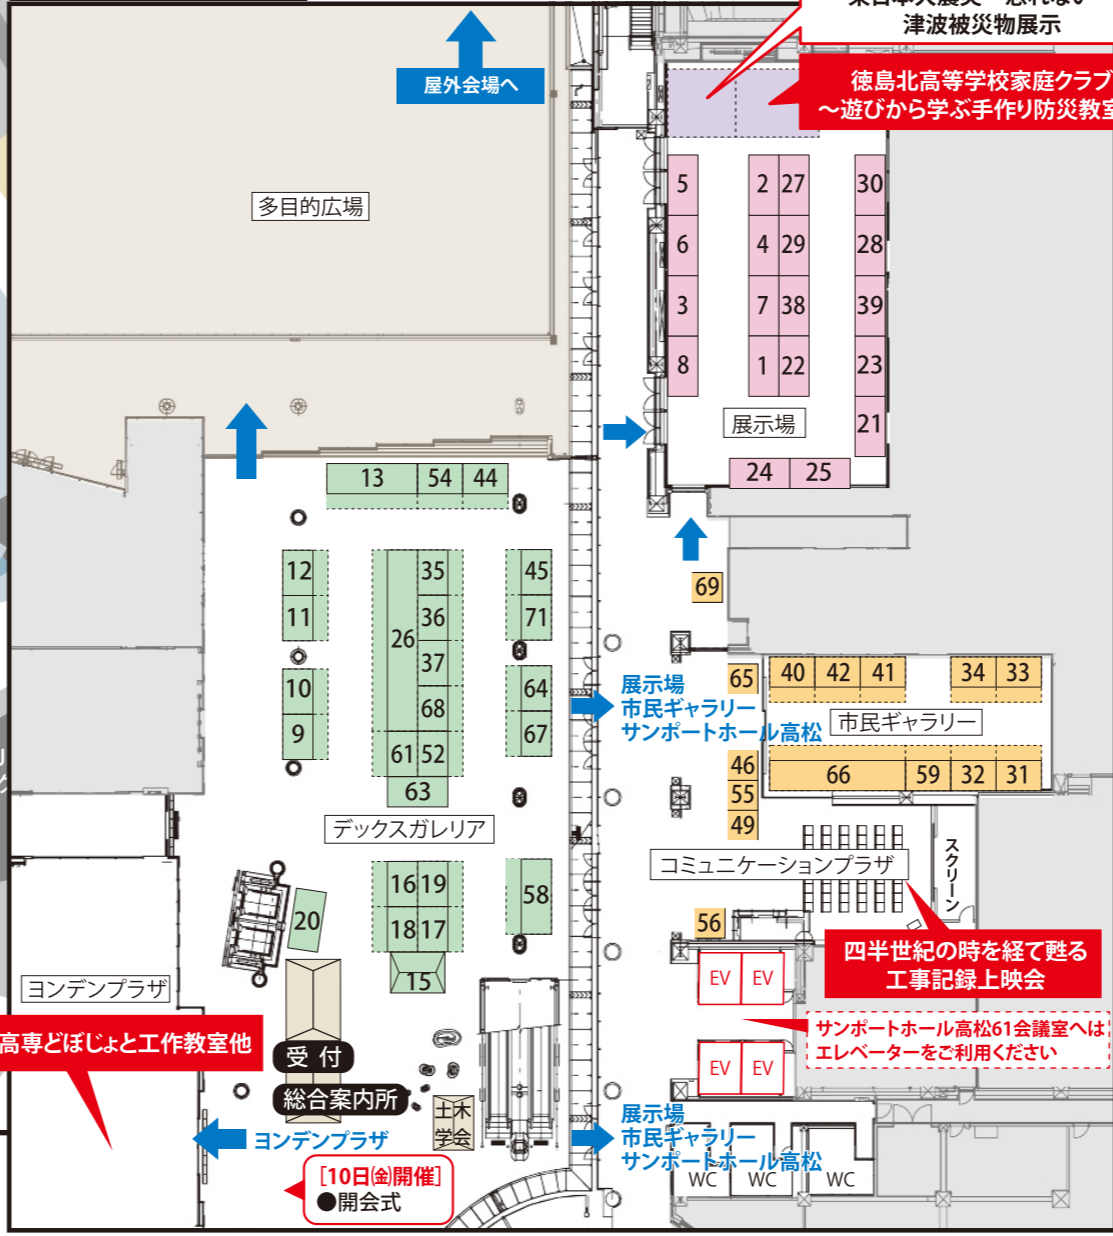 津波被災物展示
屋外会場へ
徳島北高等学校家庭クラブ
～遊びから学ぶ手作り防災教室
多目的広場
5 2 27 30
6 4 29 28
3 7 38 39
8 1 22 23
展示場
21
24 25
13 54 44
12 35 45
11 36 71
26
37
69
10 68 64
9 61 52 67
63
展示場
市民ギャラリー
サンポートホール高松
65 40 42 41 34 33
市民ギャラリー
46 66 59 32 31
55
49
デックスガレリア
コミュニケーションプラザ
スクリーン
16 19 58
20 18 17
15
56
四半世紀の時を経て甦る
工事記録上映会
EV EV
ヨンデンプラザ
サンポートホール高松61会議室へは
エレベーターをご利用ください
高専どぼじょと工作教室他
受付
EV EV
総合案内所
土木
学会
ヨンデンプラザ
展示場
市民ギャラリー
サンポートホール高松
WC WC WC
[10日㈮開催]
●開会式